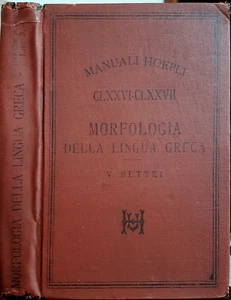 MORFOLOGIA DELLA LINGUA GRECA
MANUALI HOEPLI
CLXXVI-CLXXVII
MORFOLOGIA
DELLA LINGUA GRECA
V. BETTEI